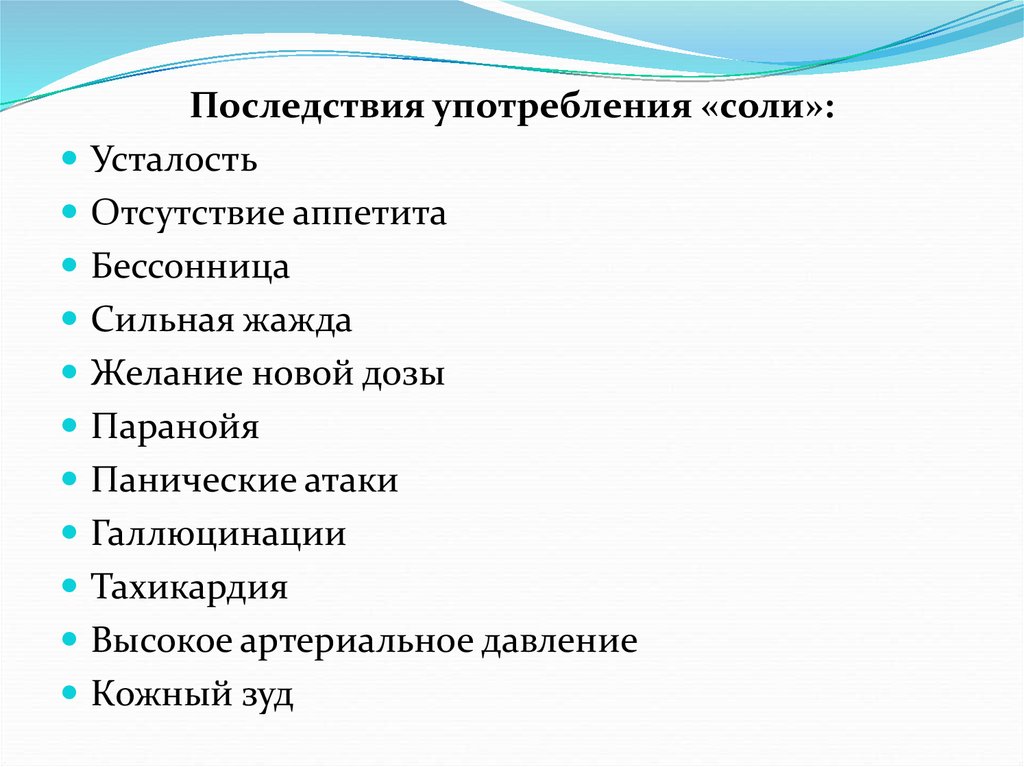 Последствия употребления «соли»:
• Усталость
• Отсутствие аппетита
• Бессонница
• Сильная жажда
• Желание новой дозы
• Паранойя
• Панические атаки
• Галлюцинации
• Тахикардия
• Высокое артериальное давление
• Кожный зуд